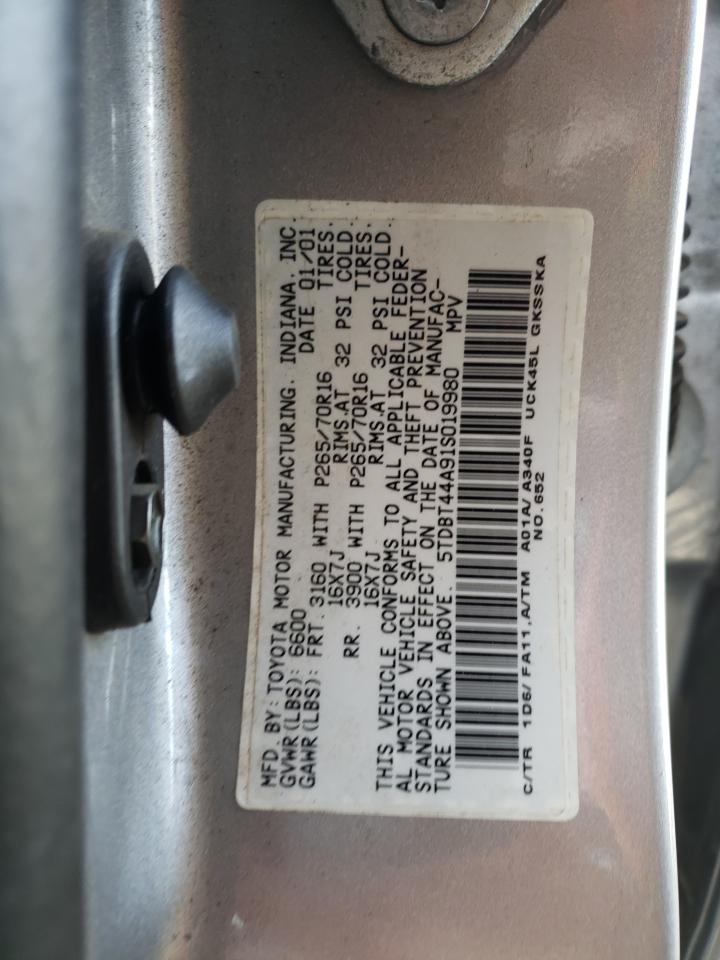 MFD. BY: TOYOTA MOTOR MANUFACTURING, INDIANA, INC.
GVWR(LBS): 6600 DATE 01/01
GAWR(LBS): FRT. 3160 WITH P265/70R16 TIRES.
16X7J RIMS.AT 32 PSI COLD.
RR. 3900 WITH P265/70R16 TIRES.
16X7J RIMS.AT 32 PSI COLD.
THIS VEHICLE CONFORMS TO ALL APPLICABLE FEDER-
AL MOTOR VEHICLE SAFETY AND THEFT PREVENTION
STANDARDS IN EFFECT ON THE DATE OF MANUFAC-
TURE SHOWN ABOVE. 5TDBT44A91S019980 MPV
C/TR 1D6/ FA11,A/TM A01A/ A340F UCK45L GKSSKA
NO.652